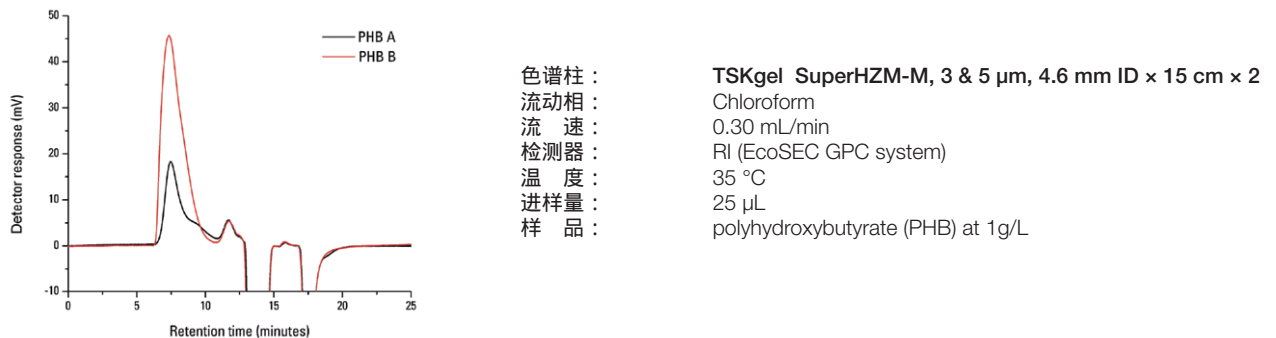 50
40
30
20
10
0
-10
0 5 10 15 20 25
Detector response (mV)
Retention time (minutes)
PHB A
PHB B
色谱柱： TSKgel SuperHZM-M, 3 & 5 µm, 4.6 mm ID × 15 cm × 2
流动相： Chloroform
流 速： 0.30 mL/min
检测器： RI (EcoSEC GPC system)
温 度： 35 °C
进样量： 25 µL
样 品： polyhydroxybutyrate (PHB) at 1g/L